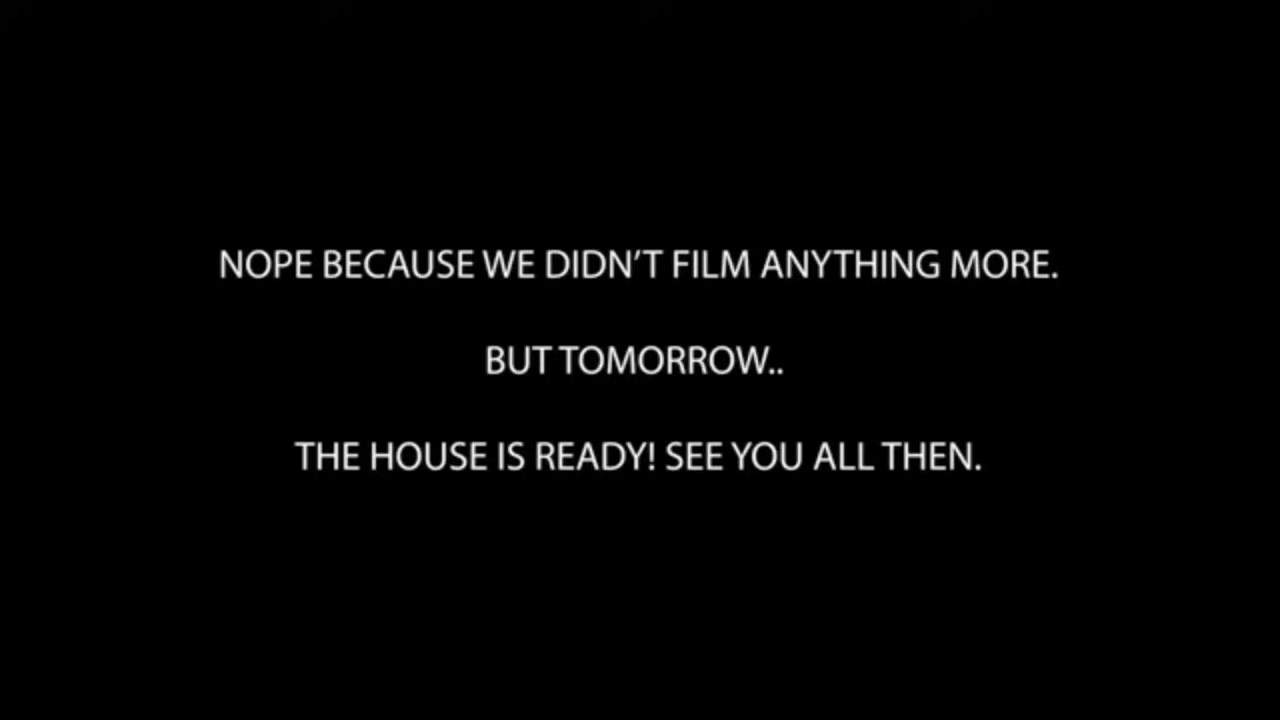 NOPE BECAUSE WE DIDN’T FILM ANYTHING MORE.
BUT TOMORROW..
THE HOUSE IS READY! SEE YOU ALL THEN.